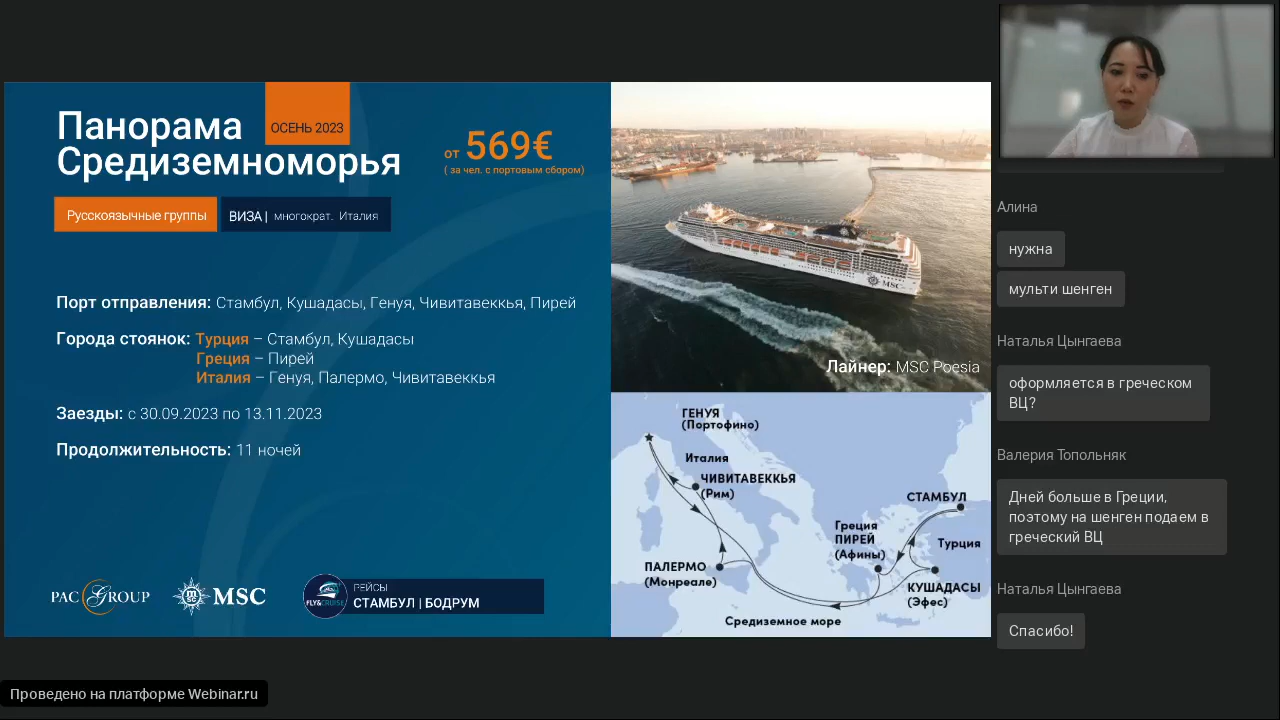 Панорама
Средиземноморья
ОСЕНЬ 2023
от 569€
( за чел. с портовым сбором)
Русскоязычные группы
ВИЗА | многократ. Италия
Порт отправления: Стамбул, Кушадасы, Генуя, Чивитавеккья, Пирей
Города стоянок: Турция – Стамбул, Кушадасы
Греция – Пирей
Италия – Генуя, Палермо, Чивитавеккья
Заезды: с 30.09.2023 по 13.11.2023
Продолжительность: 11 ночей
PAC GROUP
MSC
FLY&CRUISE
РЕЙСЫ
СТАМБУЛ | БОДРУМ
MSC
Лайнер: MSC Poesia
ГЕНУЯ
(Портофино)
Италия
ЧИВИТАВЕККЬЯ
(Рим)
СТАМБУЛ
Греция
ПИРЕЙ
(Афины)
Турция
ПАЛЕРМО
(Монреале)
КУШАДАСЫ
(Эфес)
Средиземное море
Алина
нужна
мульти шенген
Наталья Цынгаева
оформляется в греческом
ВЦ?
Валерия Топольняк
Дней больше в Греции,
поэтому на шенген подаем в
греческий ВЦ
Наталья Цынгаева
Спасибо!
Проведено на платформе Webinar.ru